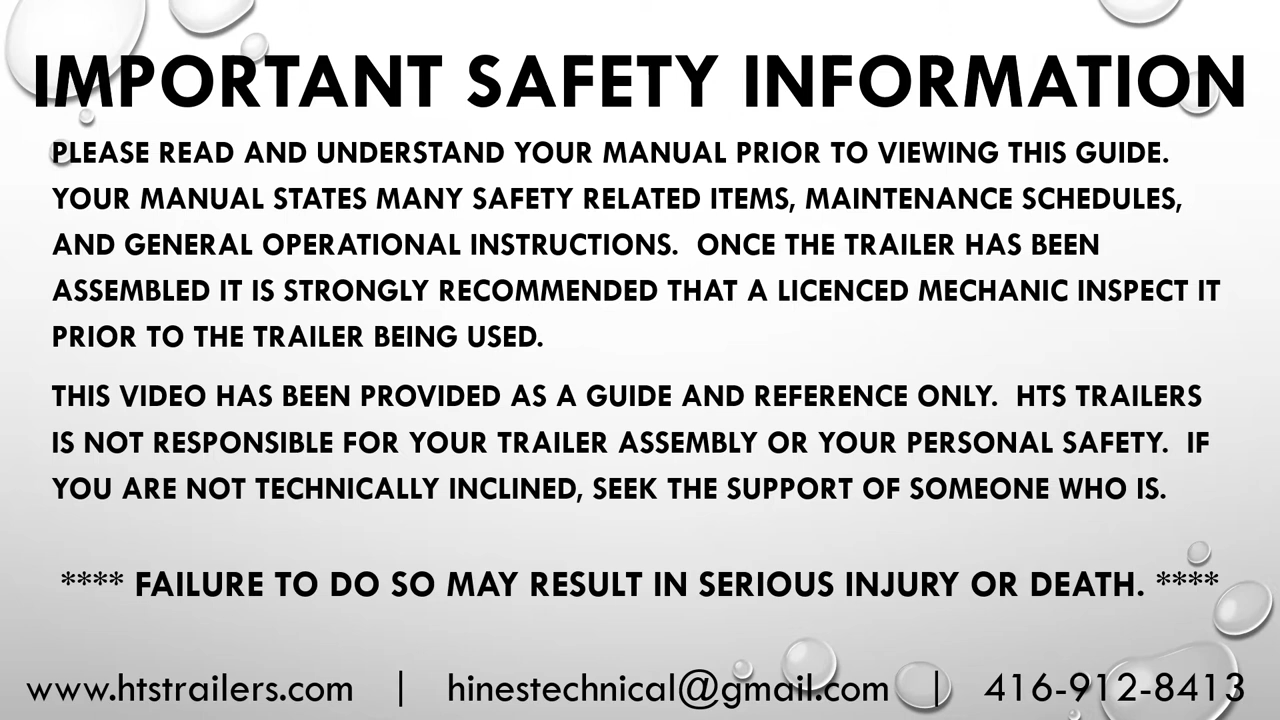 IMPORTANT SAFETY INFORMATION
PLEASE READ AND UNDERSTAND YOUR MANUAL PRIOR TO VIEWING THIS GUIDE.
YOUR MANUAL STATES MANY SAFETY RELATED ITEMS, MAINTENANCE SCHEDULES,
AND GENERAL OPERATIONAL INSTRUCTIONS.  ONCE THE TRAILER HAS BEEN
ASSEMBLED IT IS STRONGLY RECOMMENDED THAT A LICENCED MECHANIC INSPECT IT
PRIOR TO THE TRAILER BEING USED.
THIS VIDEO HAS BEEN PROVIDED AS A GUIDE AND REFERENCE ONLY.  HTS TRAILERS
IS NOT RESPONSIBLE FOR YOUR TRAILER ASSEMBLY OR YOUR PERSONAL SAFETY.  IF
YOU ARE NOT TECHNICALLY INCLINED, SEEK THE SUPPORT OF SOMEONE WHO IS.
**** FAILURE TO DO SO MAY RESULT IN SERIOUS INJURY OR DEATH. ****
www.htstrailers.com | hinestechnical@gmail.com | 416-912-8413